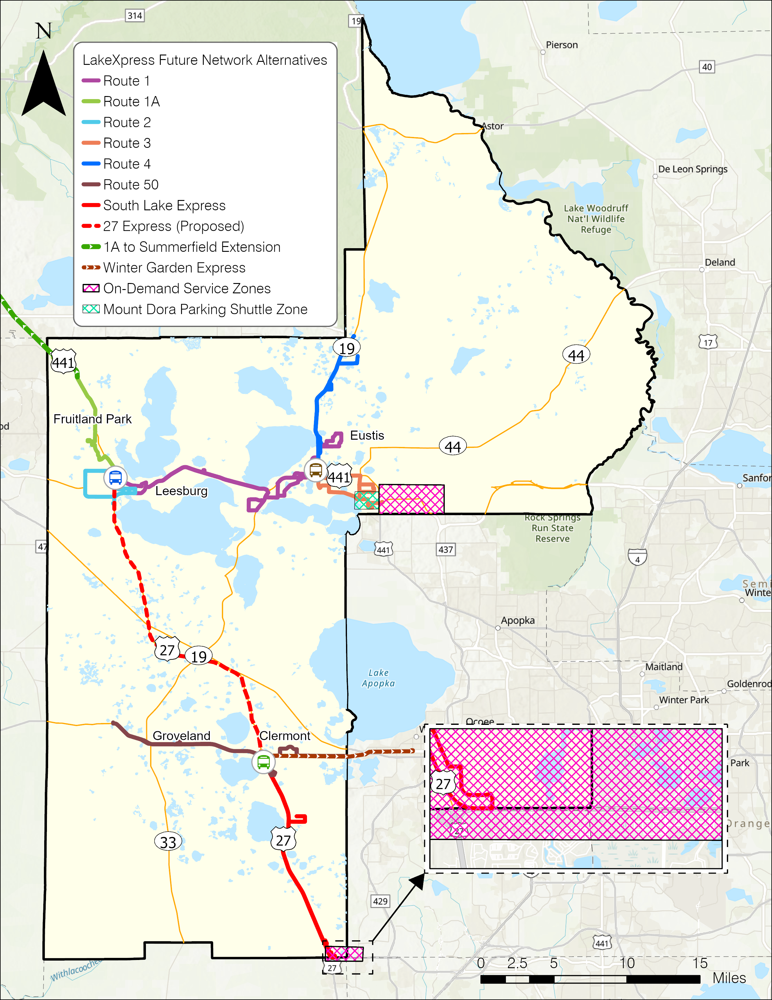 314
19
N
Pierson
LakeXpress Future Network Alternatives
40
Route 1
Route 1A
Route 2
Astor
Route 3
Route 4
De Leon Springs
Route 50
South Lake Express
Lake Woodruff
Nat'l Wildlife
Refuge
27 Express (Proposed)
1A to Summerfield Extension
Winter Garden Express
Deland
On-Demand Service Zones
Mount Dora Parking Shuttle Zone
19
44
17
441
Fruitland Park
Eustis
44
441
Leesburg
Sanfor
Rock Springs
Run State
Reserve
47
441
437
4
Semi
Winte
Apopka
27
19
Lake
Apopka
Maitland
Goldenrod
Winter Park
Ocoee
W
Groveland
Clermont
Park
27
Orange
27
27
33
429
441
27
0 2.5 5 10 15
Miles
Withlacoochee